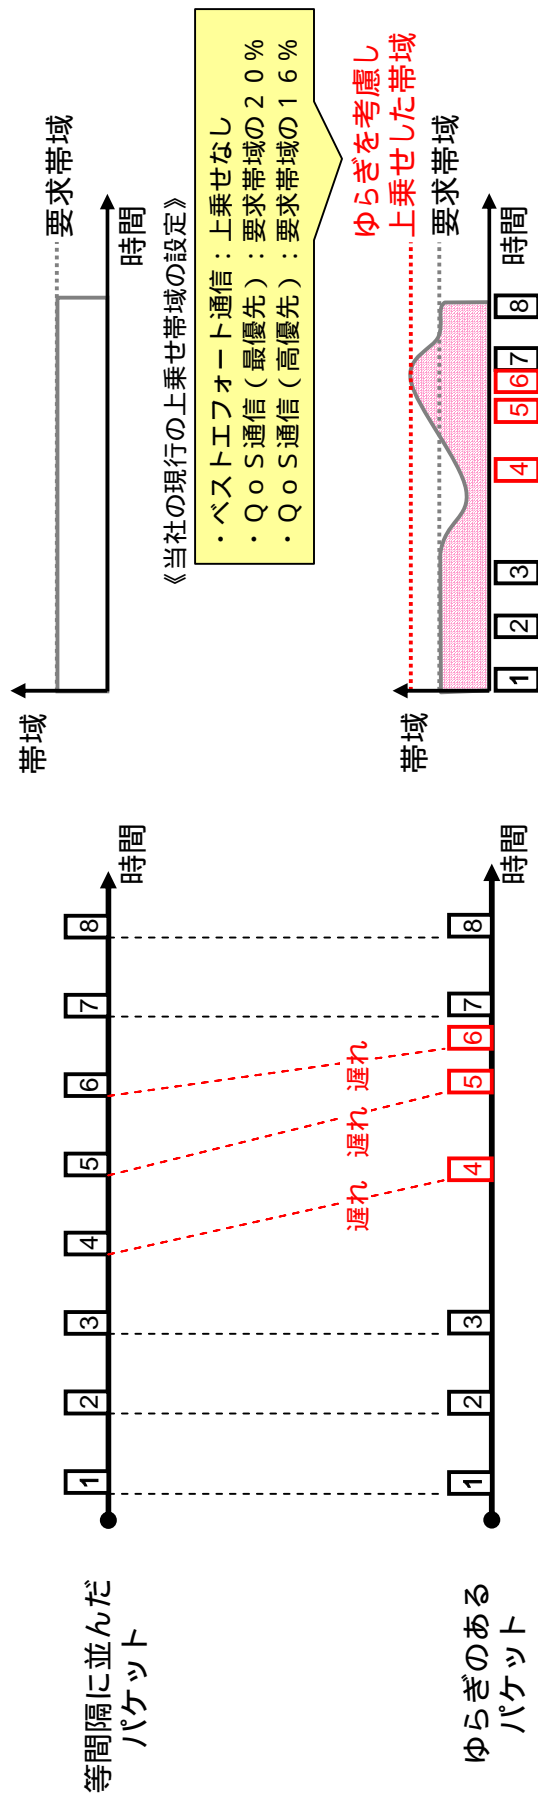 等間隔に並んだ
パケット
1 2 3 4 5 6 7 8
時間
帯域
要求帯域
時間
《当社の現行の上乗せ帯域の設定》
・ベストエフォート通信：上乗せなし
・ＱｏＳ通信（最優先）：要求帯域の２０％
・ＱｏＳ通信（高優先）：要求帯域の１６％
遅れ 遅れ 遅れ
ゆらぎのある
パケット
1 2 3 4 5 6 7 8
時間
帯域
ゆらぎを考慮し
上乗せした帯域
要求帯域
時間
1 2 3 4 5 6 7 8